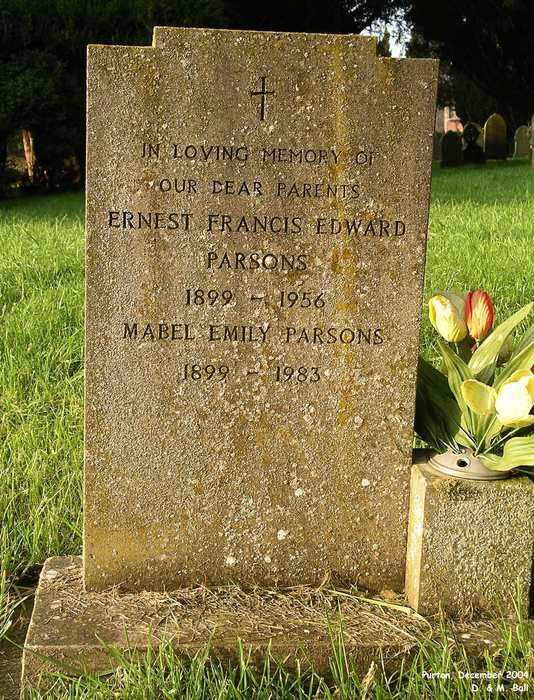 IN LOVING MEMORY OF
OUR DEAR PARENTS
ERNEST FRANCIS EDWARD
PARSONS
1899 - 1956
MABEL EMILY PARSONS
1899 - 1983
Purton, December 2004
D. & M. Ball